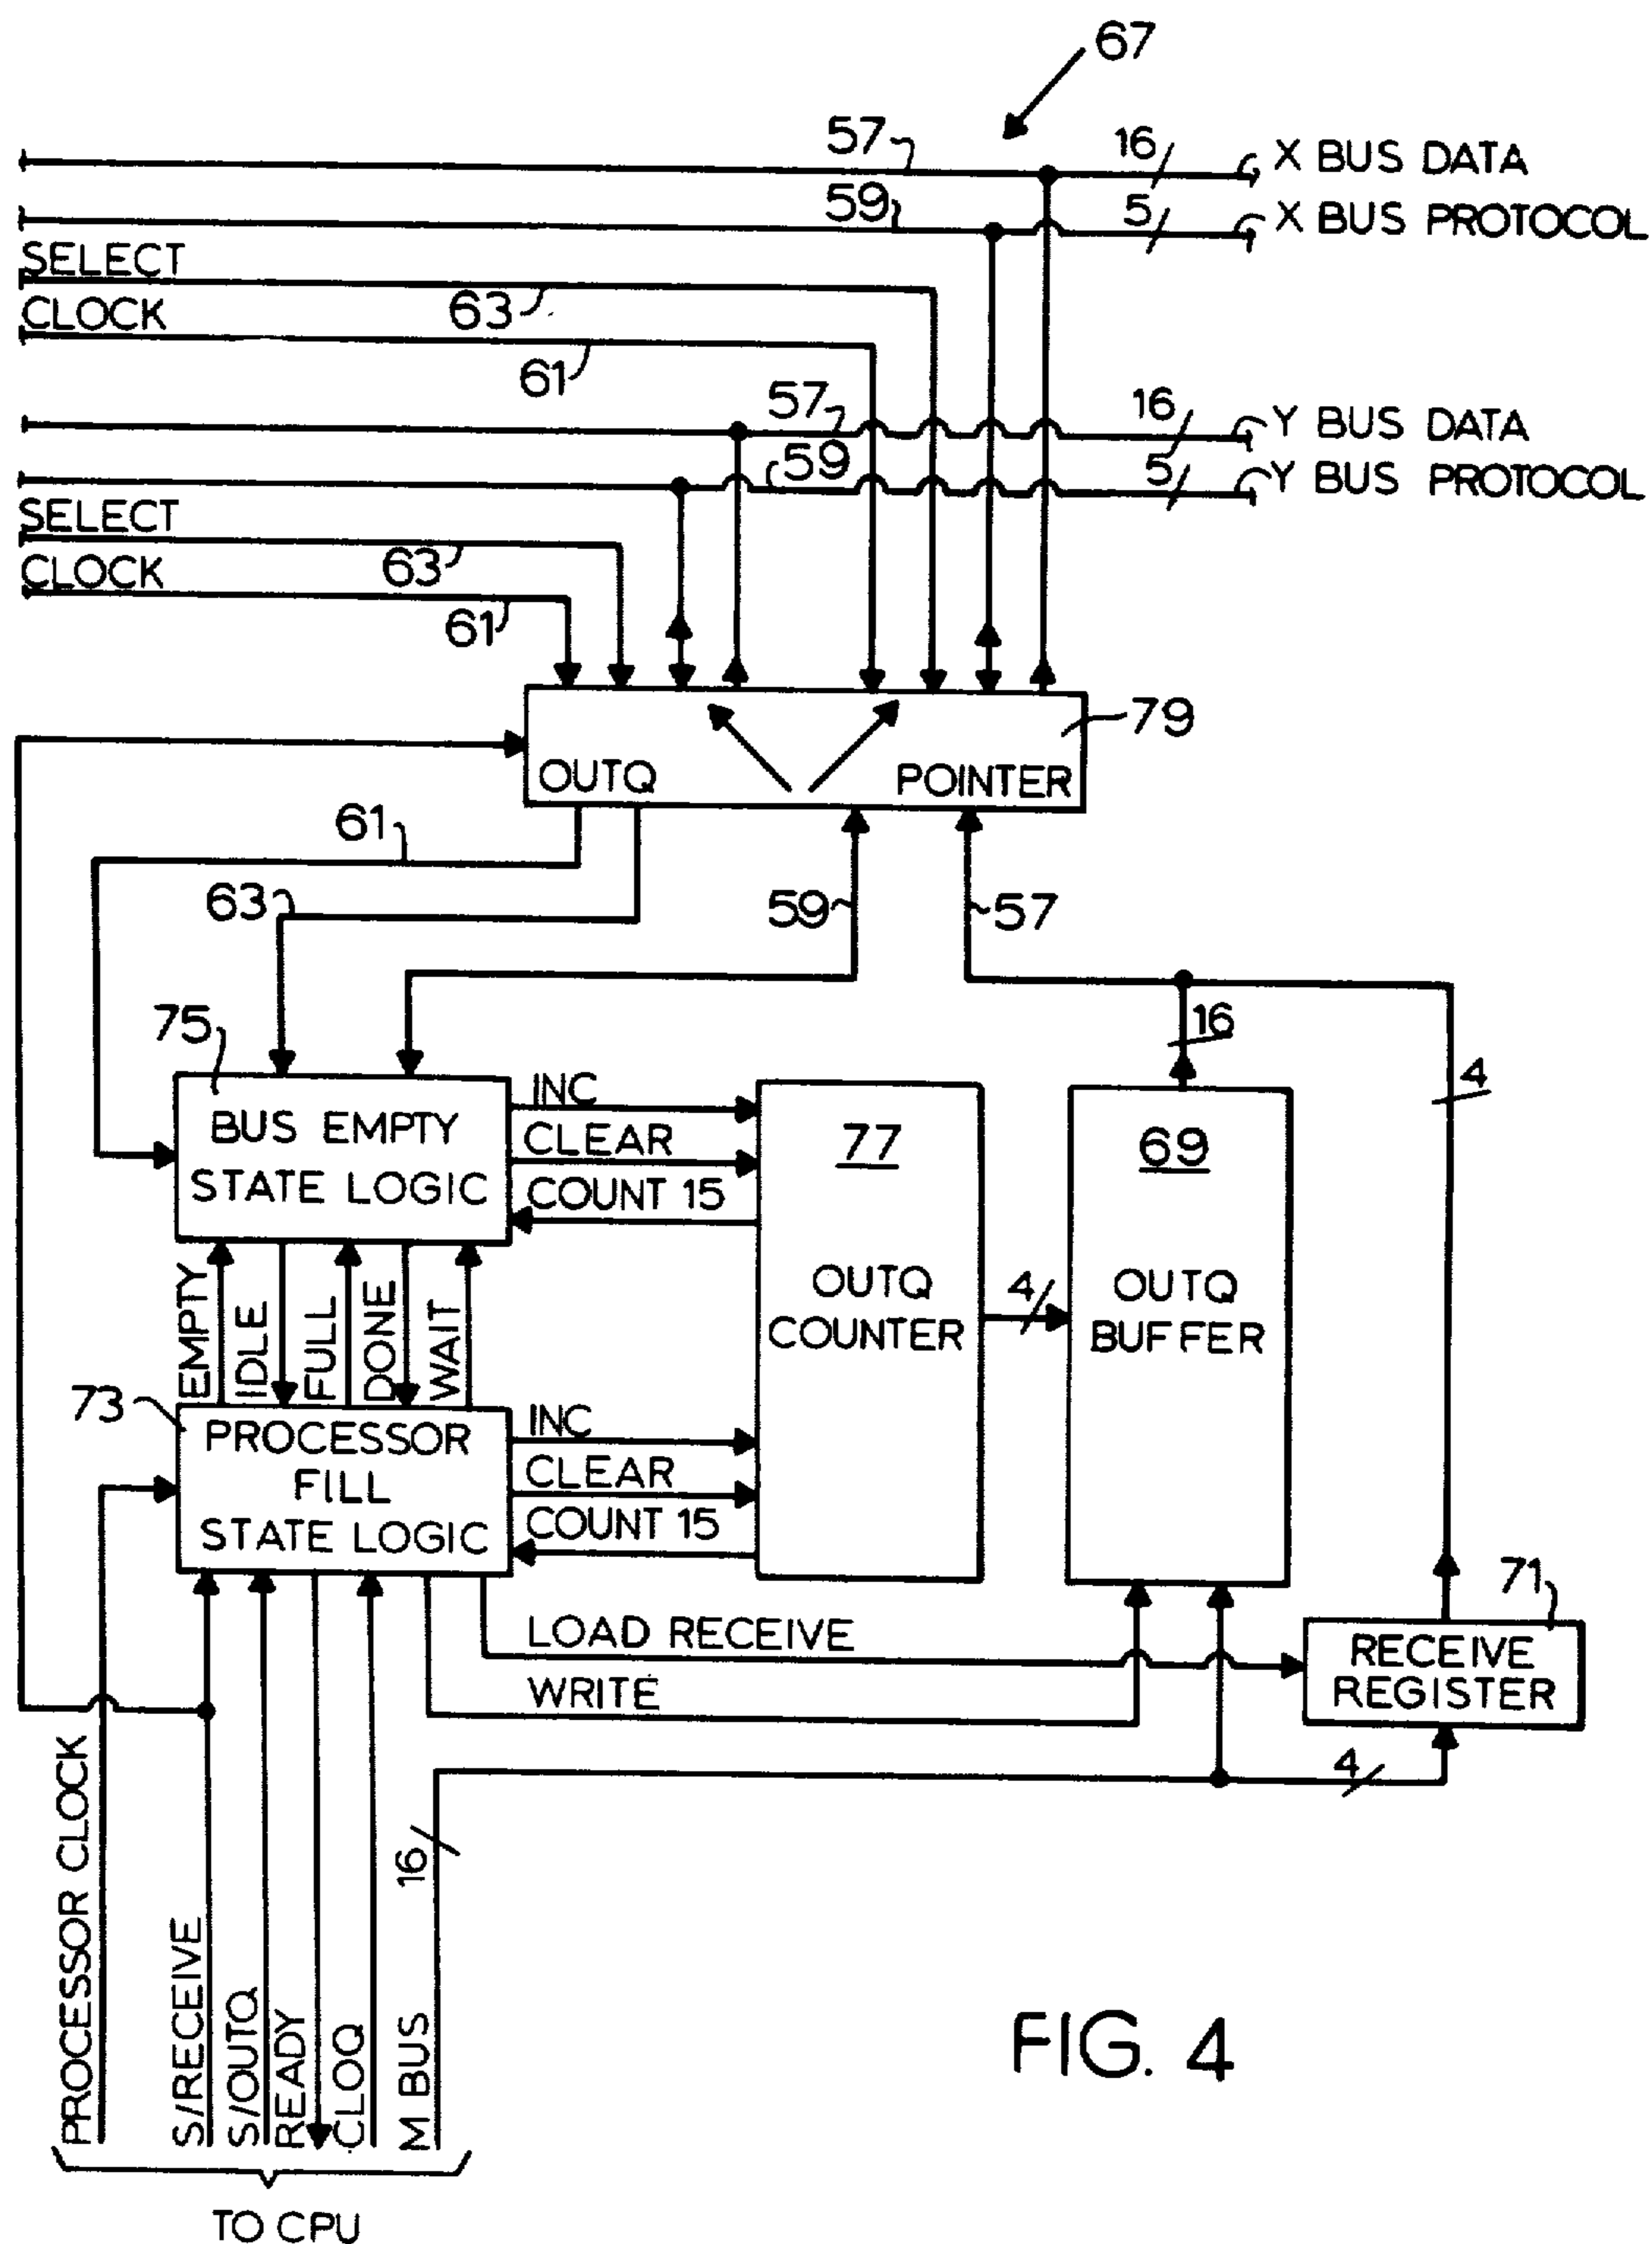 67
57
16
X BUS DATA
59
5
X BUS PROTOCOL
SELECT
63
CLOCK
61
57
16
Y BUS DATA
59
5
Y BUS PROTOCOL
SELECT
63
CLOCK
61
79
OUTQ
POINTER
61
63
59
57
16
4
75
BUS EMPTY
STATE LOGIC
INC
CLEAR
COUNT 15
77
OUTQ
COUNTER
4
69
OUTQ
BUFFER
EMPTY
IDLE
FULL
DONE
WAIT
73
PROCESSOR
FILL
STATE LOGIC
INC
CLEAR
COUNT 15
71
RECEIVE
REGISTER
LOAD RECEIVE
WRITE
4
16
PROCESSOR CLOCK
S/RECEIVE
S/OUTQ
READY
CLOQ
M BUS
TO CPU
FIG. 4